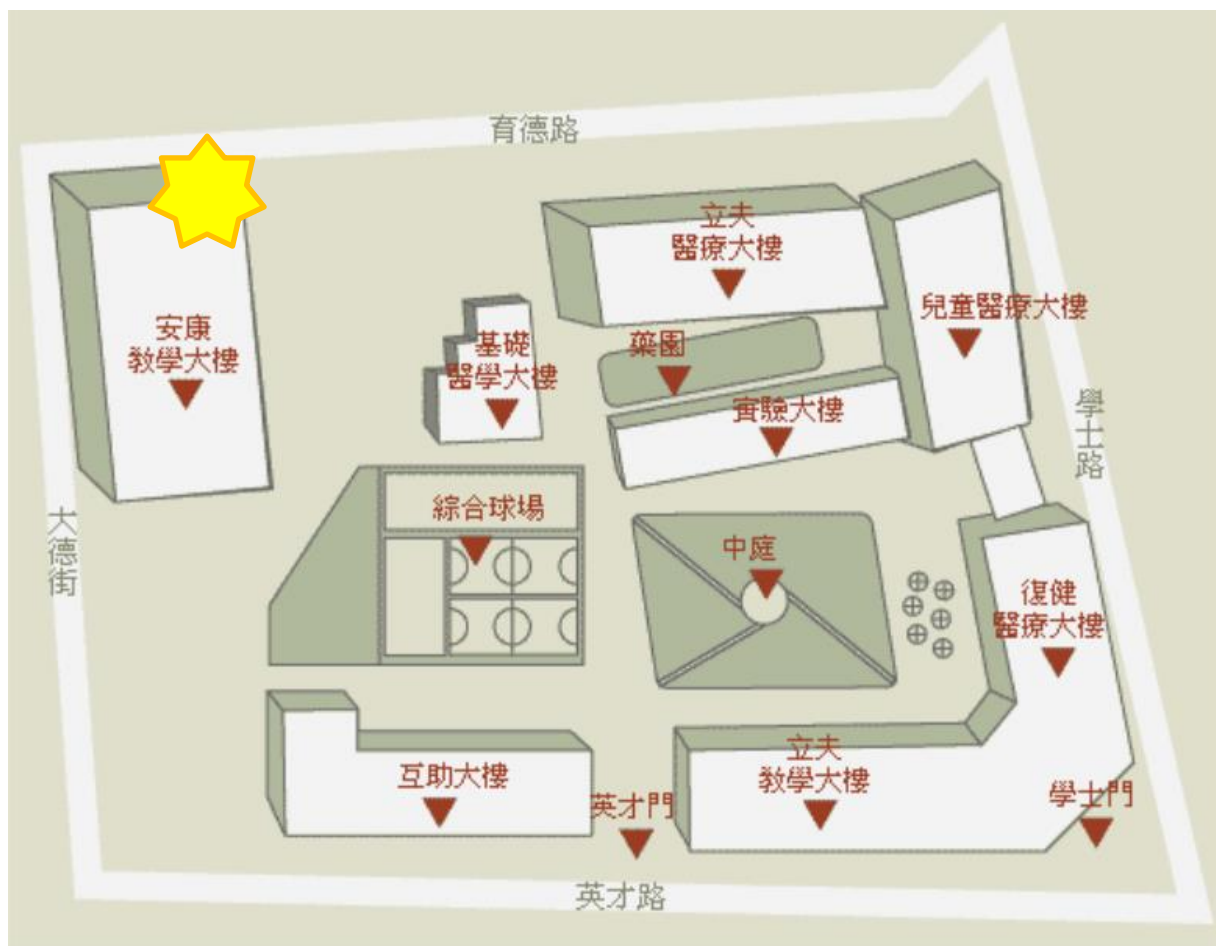 育德路
立夫
醫療大樓
兒童醫療大樓
安康
教學大樓
基礎
醫學大樓
藥園
實驗大樓
學士路
大德街
綜合球場
中庭
復健
醫療大樓
互助大樓
立夫
教學大樓
英才門
學士門
英才路